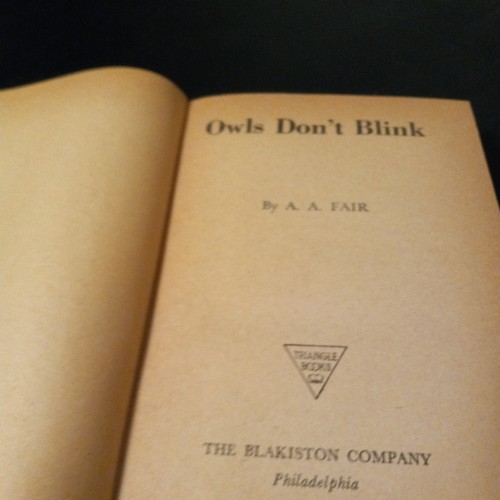 Owls Don't Blink
By A. A. FAIR
TRIANGLE
BOOKS
THE BLAKISTON COMPANY
Philadelphia